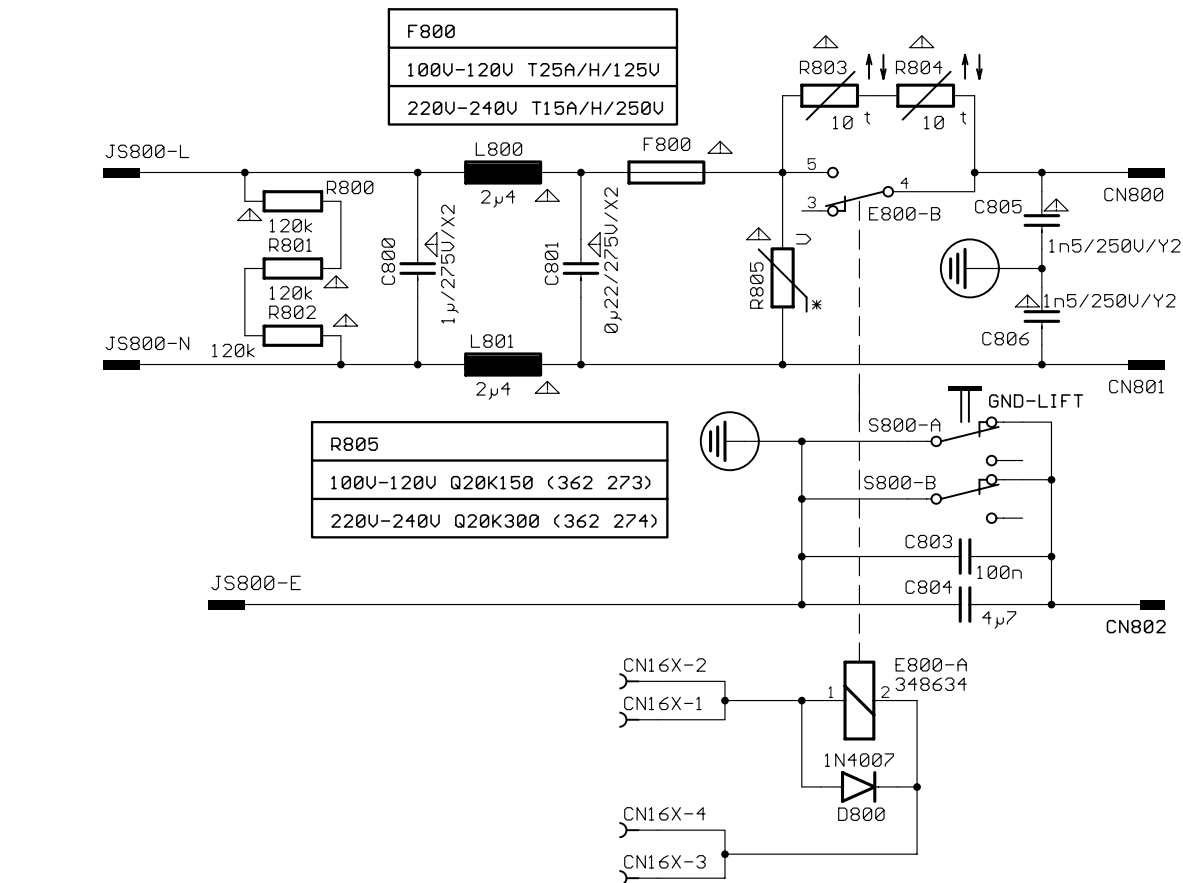 F800
100V-120V T25A/H/125V
220V-240V T15A/H/250V
R803
R804
10 t
10 t
JS800-L
L800
2µ4
F800
5
4
3
E800-B
CN800
R800
120k
R801
120k
R802
120k
C800
1µ/275V/X2
C801
0µ22/275V/X2
R805
U
*
C805
1n5/250V/Y2
1n5/250V/Y2
C806
JS800-N
L801
2µ4
CN801
GND-LIFT
S800-A
S800-B
R805
100V-120V Q20K150 (362 273)
220V-240V Q20K300 (362 274)
C803
100n
C804
4µ7
JS800-E
CN802
CN16X-2
CN16X-1
E800-A
348634
1
2
1N4007
D800
CN16X-4
CN16X-3